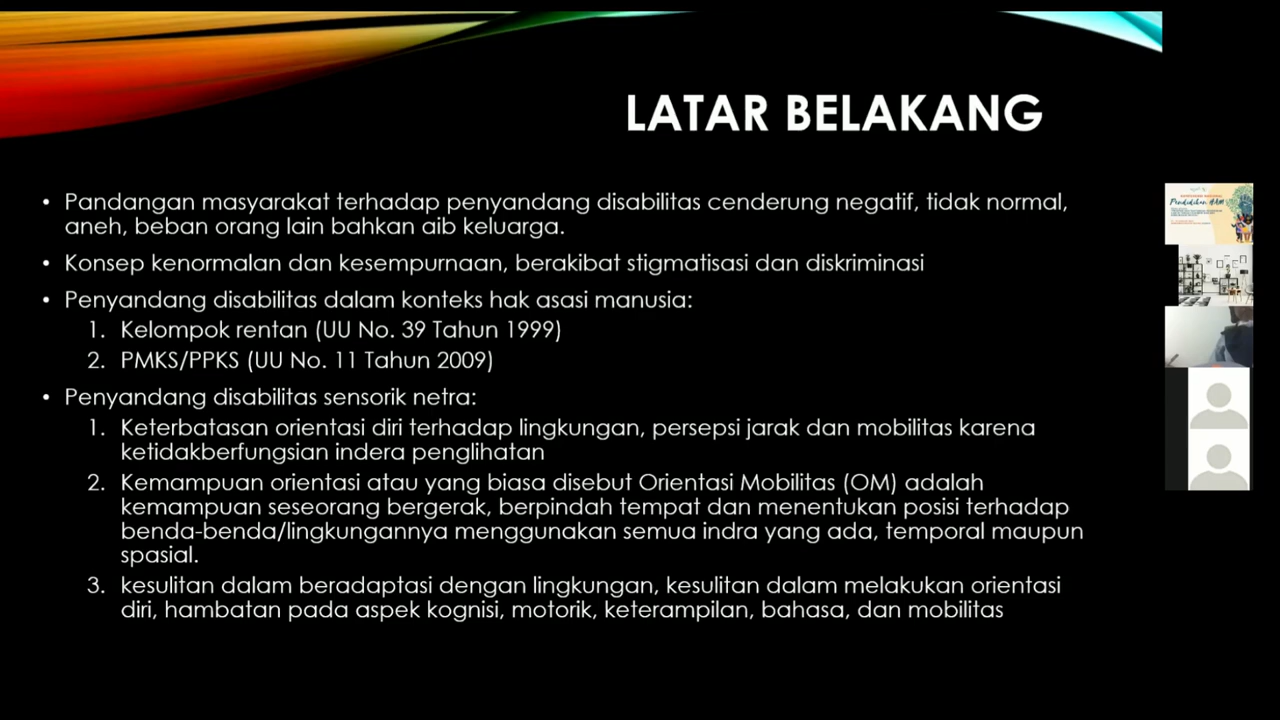 LATAR BELAKANG
• Pandangan masyarakat terhadap penyandang disabilitas cenderung negatif, tidak normal,
aneh, beban orang lain bahkan aib keluarga.
• Konsep kenormalan dan kesempurnaan, berakibat stigmatisasi dan diskriminasi
• Penyandang disabilitas dalam konteks hak asasi manusia:
1. Kelompok rentan (UU No. 39 Tahun 1999)
2. PMKS/PPKS (UU No. 11 Tahun 2009)
• Penyandang disabilitas sensorik netra:
1. Keterbatasan orientasi diri terhadap lingkungan, persepsi jarak dan mobilitas karena
ketidakberfungsian indera penglihatan
2. Kemampuan orientasi atau yang biasa disebut Orientasi Mobilitas (OM) adalah
kemampuan seseorang bergerak, berpindah tempat dan menentukan posisi terhadap
benda-benda/lingkungannya menggunakan semua indra yang ada, temporal maupun
spasial.
3. kesulitan dalam beradaptasi dengan lingkungan, kesulitan dalam melakukan orientasi
diri, hambatan pada aspek kognisi, motorik, keterampilan, bahasa, dan mobilitas
Pendidikan HAM